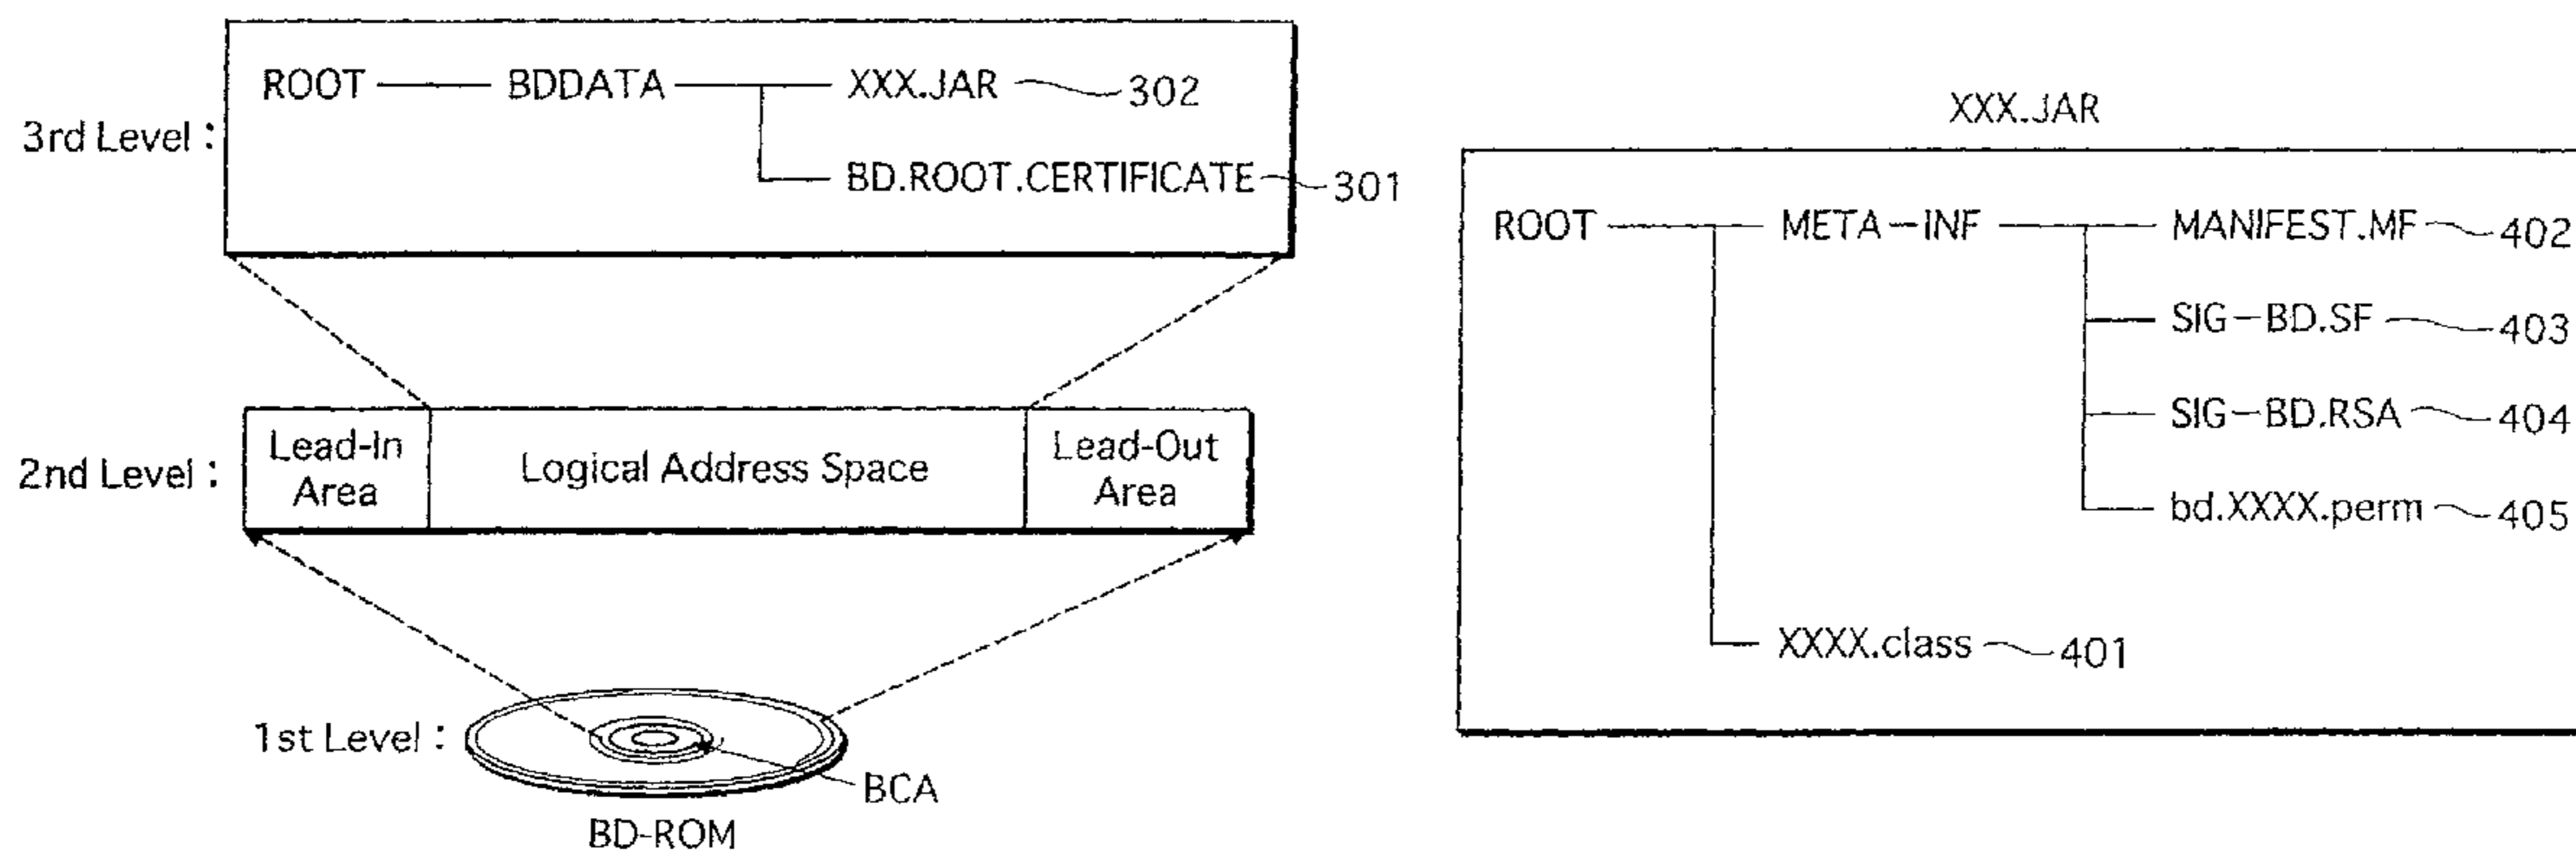 ROOT BDDATA XXX.JAR 302
3rd Level :
BD.ROOT.CERTIFICATE 301
2nd Level :
Lead-In
Area
Logical Address Space
Lead-Out
Area
1st Level :
BCA
BD-ROM
XXX.JAR
ROOT META-INF MANIFEST.MF 402
SIG-BD.SF 403
SIG-BD.RSA 404
bd.XXXX.perm 405
XXXX.class 401